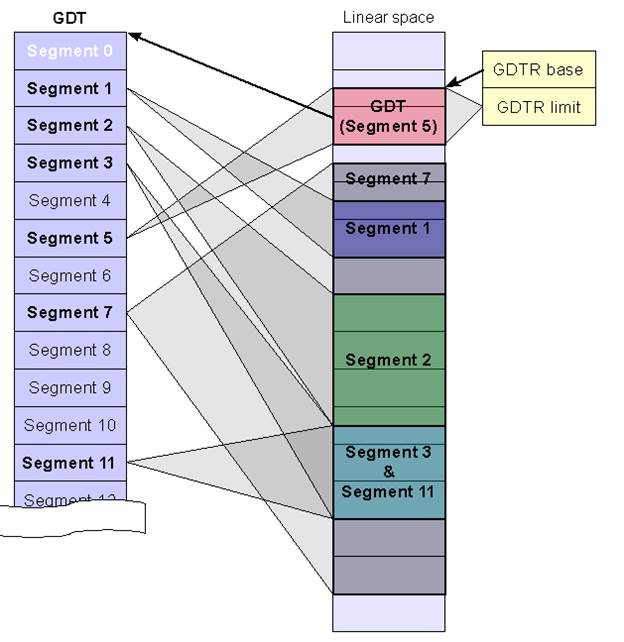 GDT
Segment 0
Segment 1
Segment 2
Segment 3
Segment 4
Segment 5
Segment 6
Segment 7
Segment 8
Segment 9
Segment 10
Segment 11
Segment 12
Linear space
GDT
(Segment 5)
Segment 7
Segment 1
Segment 2
Segment 3
&
Segment 11
GDTR base
GDTR limit